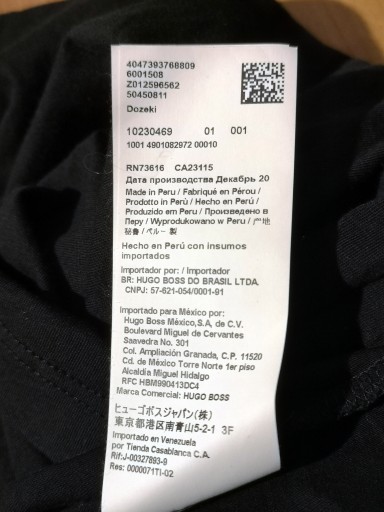 4047393768809
6001508
Z012596562
50450811
Dozeki
10230469 01 001
1001 4901082972 00010
RN73616 CA23115
Дата производства Декабрь 20
Made in Peru / Fabriqué en Pérou /
Prodotto in Perù / Hecho en Perú /
Produzido em Peru / Произведено в
Перу / Wyprodukowano w Peru / 产地
秘鲁 / ペルー 製
Hecho en Perú con insumos
importados
Importador por: / Importador
BR: HUGO BOSS DO BRASIL LTDA.
CNPJ: 57-621-054/0001-91
Importado para México por:
Hugo Boss México,S.A, de C.V.
Boulevard Miguel de Cervantes
Saavedra No. 301
Col. Ampliación Granada, C.P. 11520
Cd. de México Torre Norte 1er piso
Alcaldía Miguel Hidalgo
RFC HBM990413DC4
Marca Comercial: HUGO BOSS
ヒューゴボスジャパン(株)
東京都港区南青山5-2-1 3F
Importado en Venezuela
por Tienda Casablanca C.A.
Rif:J-00327893-9
Res: 0000071TI-02